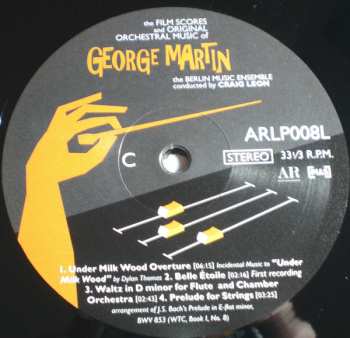 the FILM SCORES
and ORIGINAL
ORCHESTRAL MUSIC of
GEORGE MARTIN
the BERLIN MUSIC ENSEMBLE
conducted by CRAIG LEON
ARLP008L
C
STEREO 33⅓ R.P.M.
AR
1. Under Milk Wood Overture [06:15] Incidental Music to "Under
Milk Wood" by Dylan Thomas 2. Belle Étoile [02:16] First recording
3. Waltz in D minor for Flute and Chamber
Orchestra [02:43] 4. Prelude for Strings [03:25]
arrangement of J.S. Bach's Prelude in E-flat minor,
BWV 853 (WTC, Book I, No. 8)